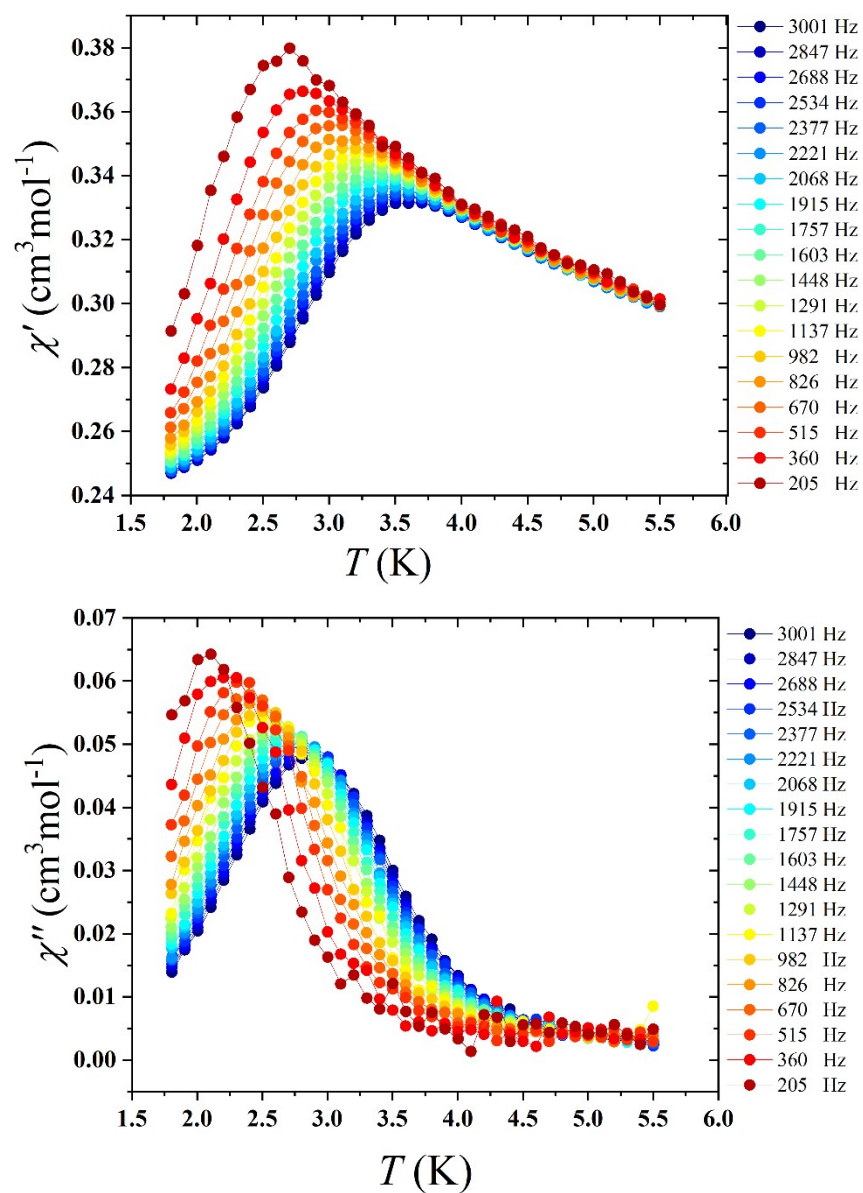 0.38
0.36
0.34
0.32
0.30
0.28
0.26
0.24
χ′ (cm³mol⁻¹)
1.5 2.0 2.5 3.0 3.5 4.0 4.5 5.0 5.5 6.0
T (K)
3001 Hz
2847 Hz
2688 Hz
2534 Hz
2377 Hz
2221 Hz
2068 Hz
1915 Hz
1757 Hz
1603 Hz
1448 Hz
1291 Hz
1137 Hz
982 Hz
826 Hz
670 Hz
515 Hz
360 Hz
205 Hz
0.07
0.06
0.05
0.04
0.03
0.02
0.01
0.00
χ″ (cm³mol⁻¹)
1.5 2.0 2.5 3.0 3.5 4.0 4.5 5.0 5.5 6.0
T (K)
3001 Hz
2847 Hz
2688 Hz
2534 Hz
2377 Hz
2221 Hz
2068 Hz
1915 Hz
1757 Hz
1603 Hz
1448 Hz
1291 Hz
1137 Hz
982 Hz
826 Hz
670 Hz
515 Hz
360 Hz
205 Hz